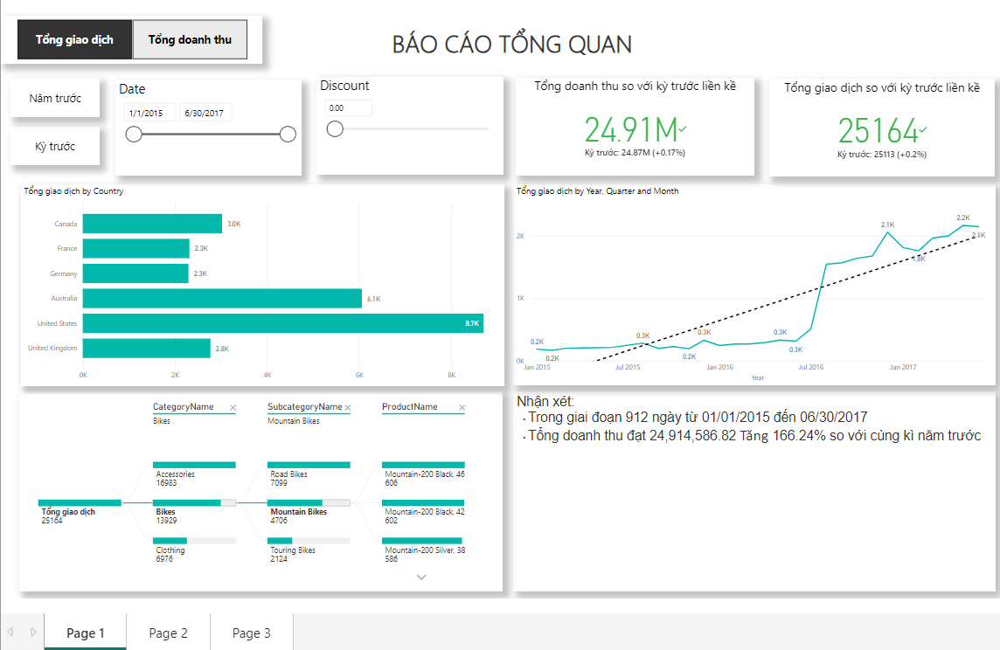 Tổng giao dịch
Tổng doanh thu
BÁO CÁO TỔNG QUAN
Năm trước
Kỳ trước
Date
1/1/2015
6/30/2017
Discount
0.00
Tổng doanh thu so với kỳ trước liền kề
24.91M
Kỳ trước: 24.87M (+0.17%)
Tổng giao dịch so với kỳ trước liền kề
25164
Kỳ trước: 25113 (+0.2%)
Tổng giao dịch by Country
Canada
3.0K
France
2.3K
Germany
2.3K
Australia
6.1K
United States
8.7K
United Kingdom
2.8K
0K
2K
4K
6K
8K
Tổng giao dịch by Year, Quarter and Month
2K
1K
0K
0.2K
0.2K
0.3K
0.2K
0.3K
0.3K
0.3K
2.1K
1.8K
2.2K
2.1K
Jan 2015
Jul 2015
Jan 2016
Jul 2016
Jan 2017
Year
CategoryName
Bikes
SubcategoryName
Mountain Bikes
ProductName
Tổng giao dịch
25164
Accessories
16983
Bikes
13929
Clothing
6976
Road Bikes
7099
Mountain Bikes
4706
Touring Bikes
2124
Mountain-200 Black, 46
606
Mountain-200 Black, 42
602
Mountain-200 Silver, 38
586
Nhận xét:
. Trong giai đoạn 912 ngày từ 01/01/2015 đến 06/30/2017
. Tổng doanh thu đạt 24,914,586.82 Tăng 166.24% so với cùng kì năm trước
Page 1
Page 2
Page 3